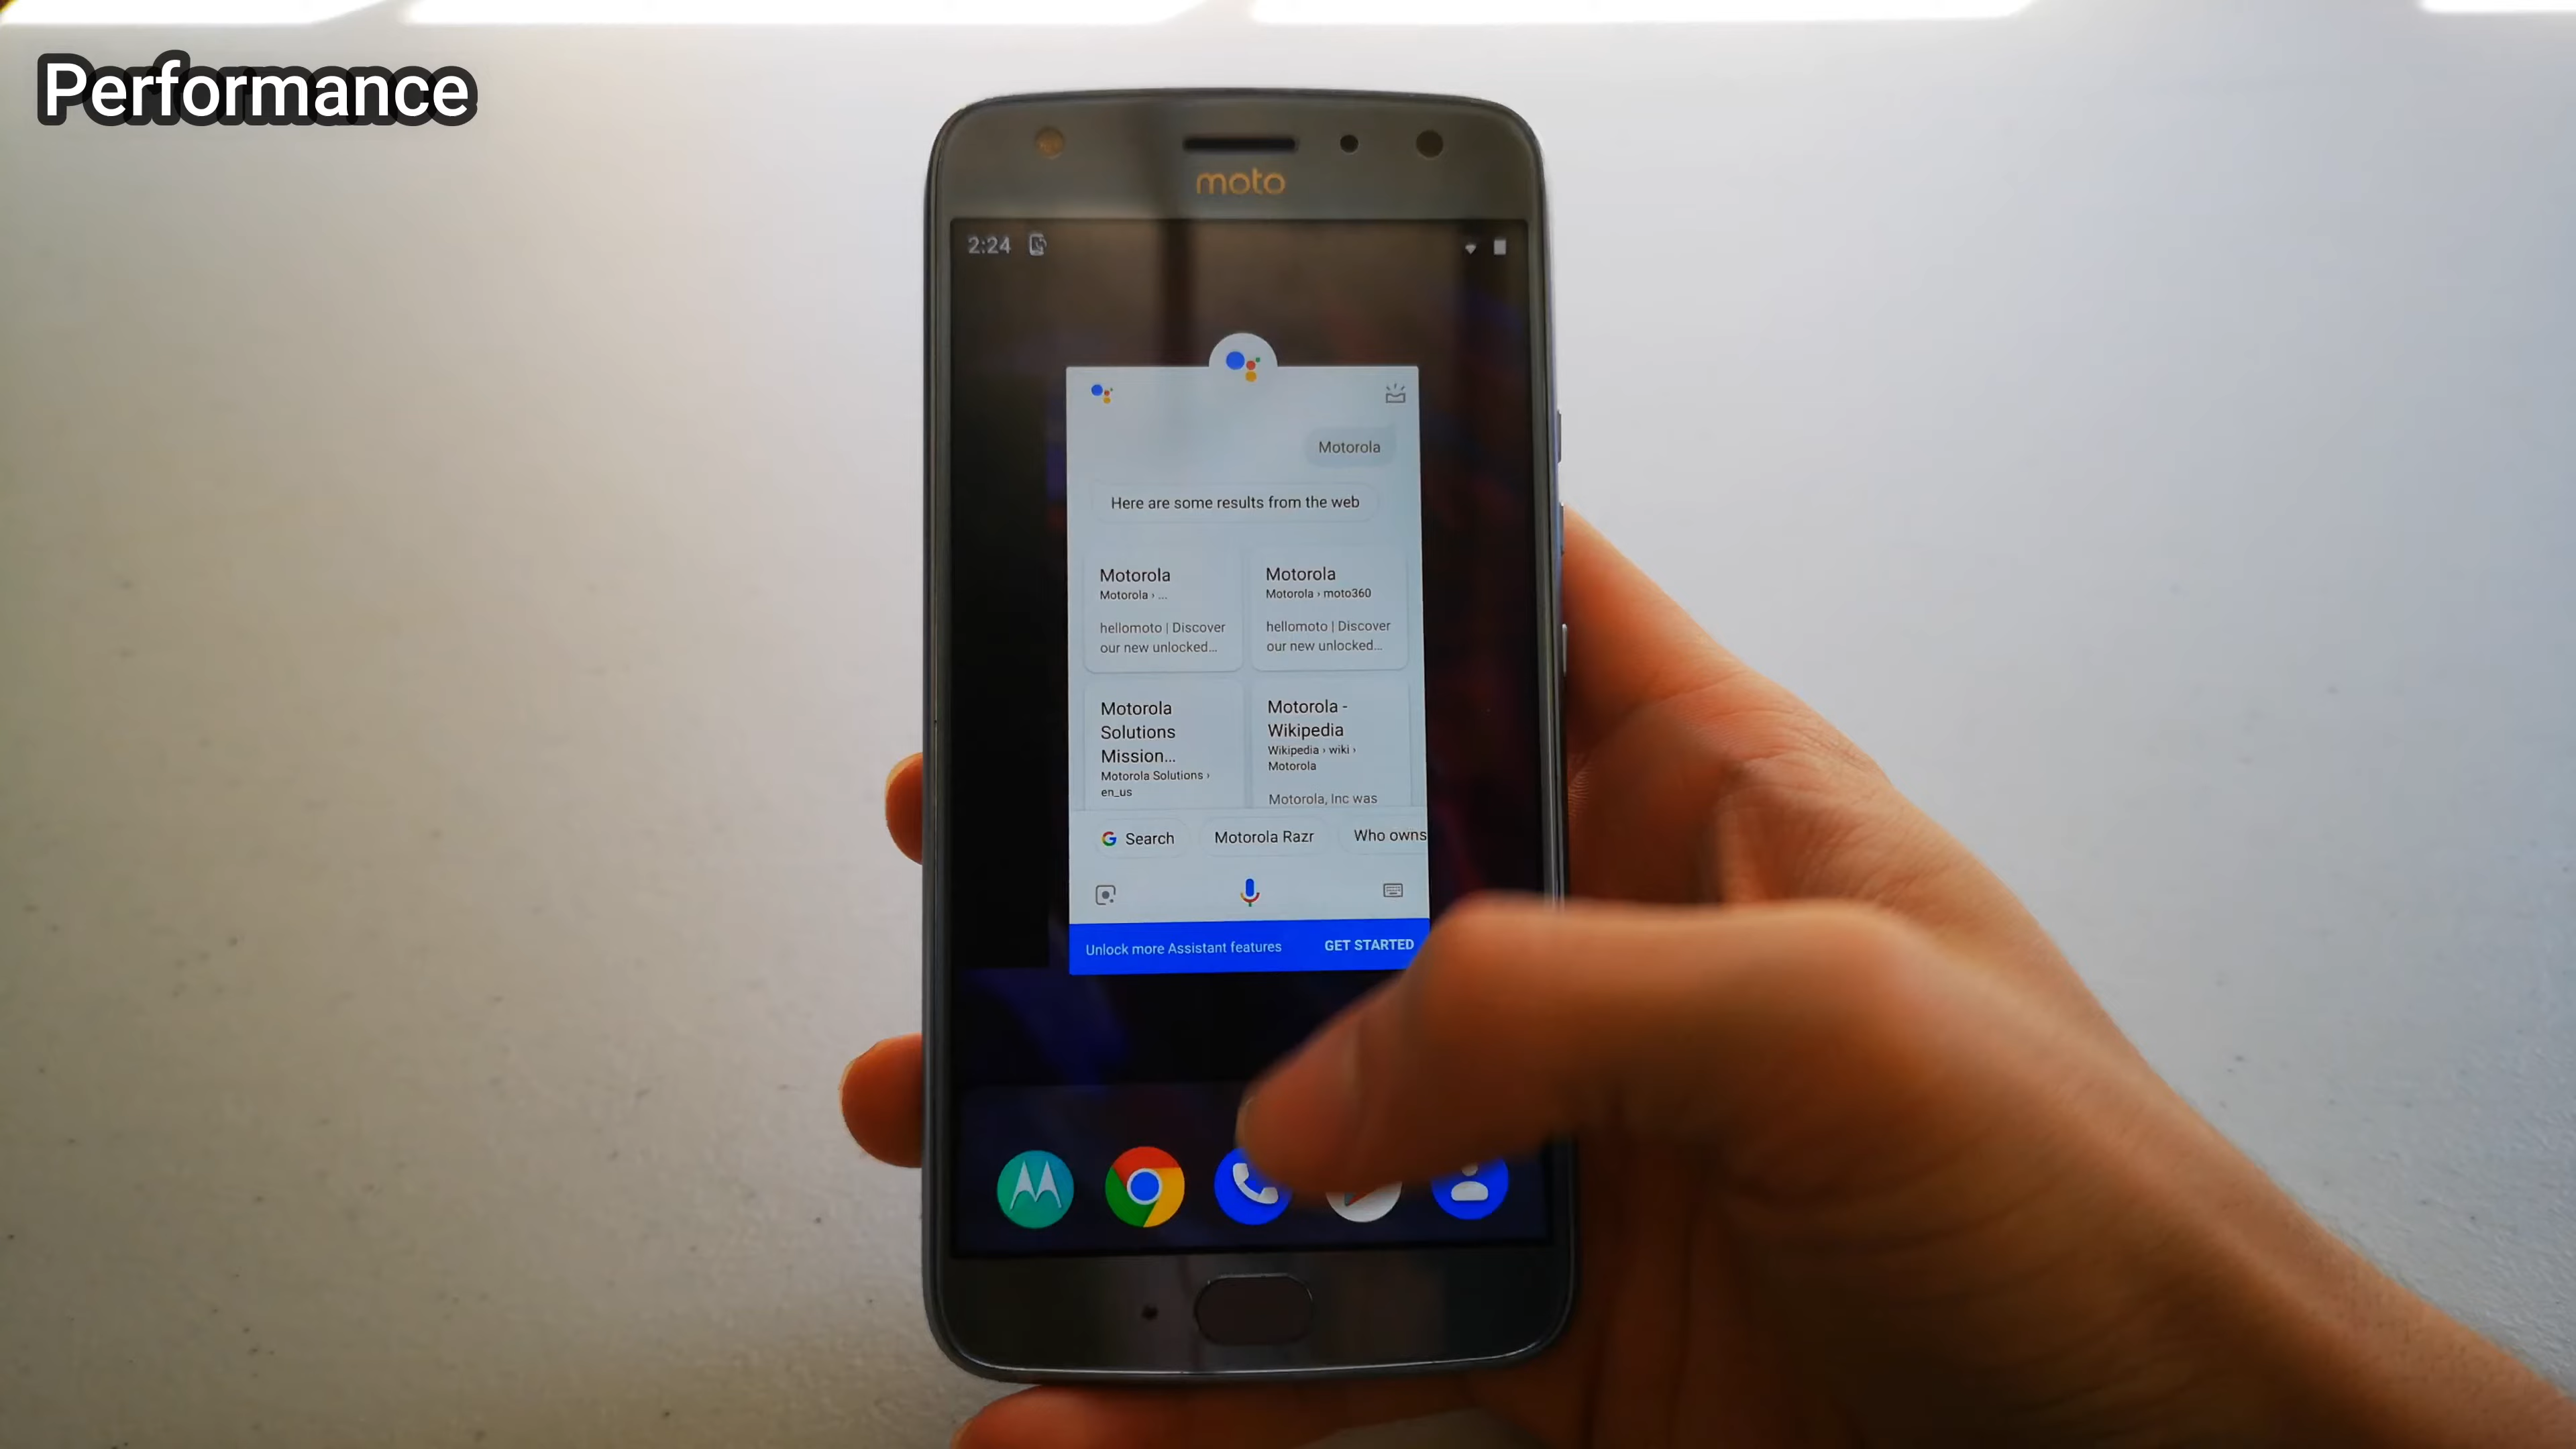 Performance
moto
2:24
Motorola
Here are some results from the web
Motorola
Motorola › ...
hellomoto | Discover
our new unlocked...
Motorola
Motorola › moto360
hellomoto | Discover
our new unlocked...
Motorola
Solutions
Mission...
Motorola Solutions ›
en_us
Motorola -
Wikipedia
Wikipedia › wiki ›
Motorola
Motorola, Inc was
Search
Motorola Razr
Who owns
Unlock more Assistant features
GET STARTED